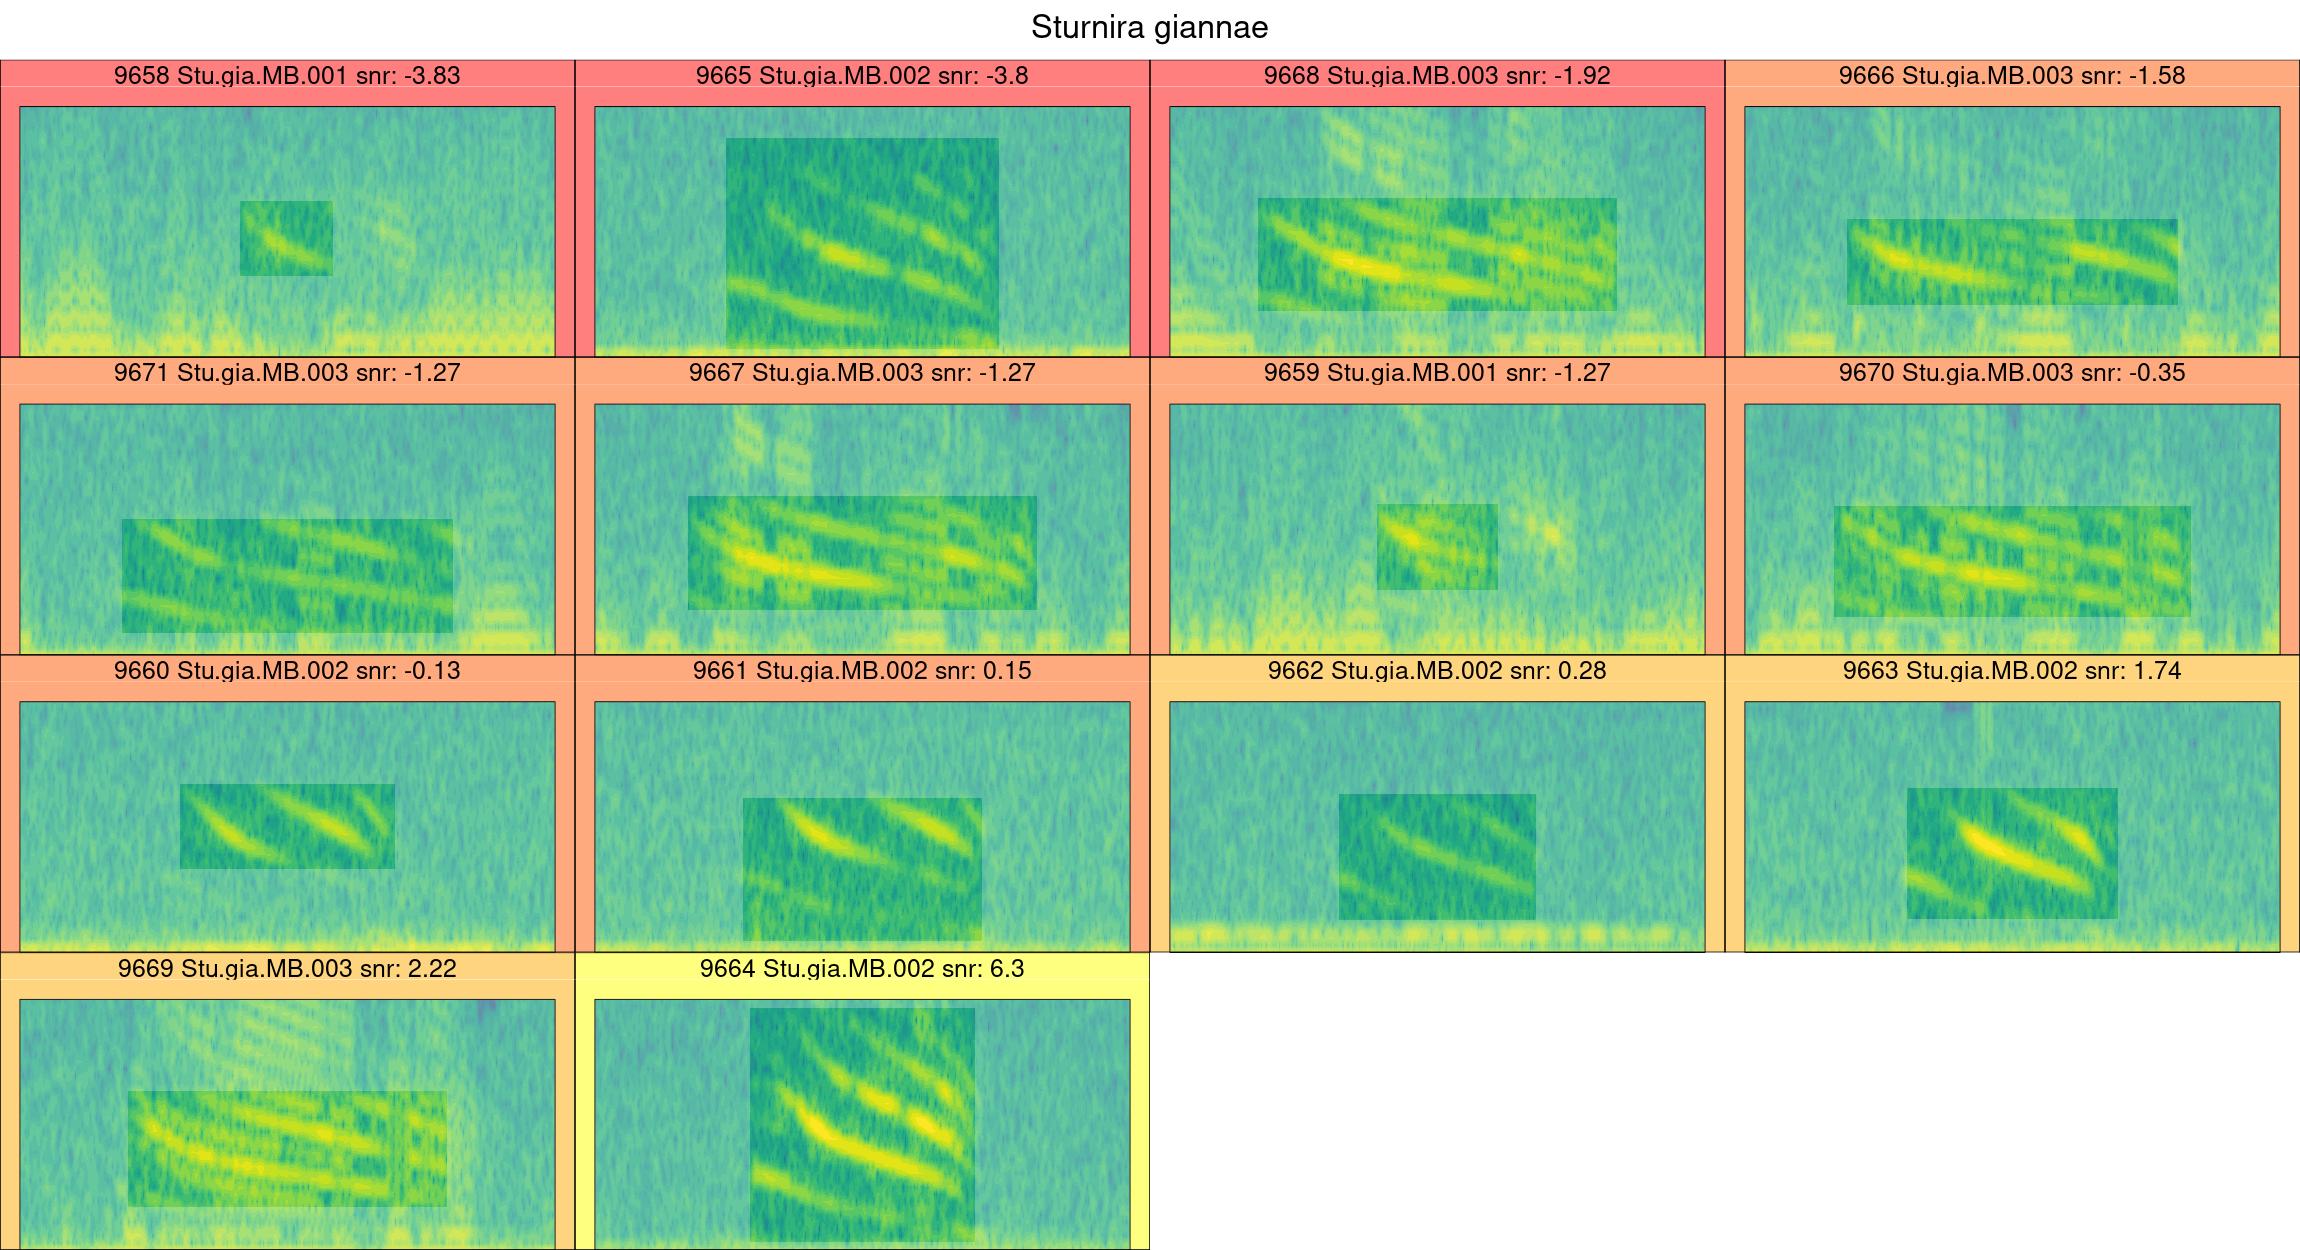 Sturnira giannae
9658 Stu.gia.MB.001 snr: -3.83
9665 Stu.gia.MB.002 snr: -3.8
9668 Stu.gia.MB.003 snr: -1.92
9666 Stu.gia.MB.003 snr: -1.58
9671 Stu.gia.MB.003 snr: -1.27
9667 Stu.gia.MB.003 snr: -1.27
9659 Stu.gia.MB.001 snr: -1.27
9670 Stu.gia.MB.003 snr: -0.35
9660 Stu.gia.MB.002 snr: -0.13
9661 Stu.gia.MB.002 snr: 0.15
9662 Stu.gia.MB.002 snr: 0.28
9663 Stu.gia.MB.002 snr: 1.74
9669 Stu.gia.MB.003 snr: 2.22
9664 Stu.gia.MB.002 snr: 6.3